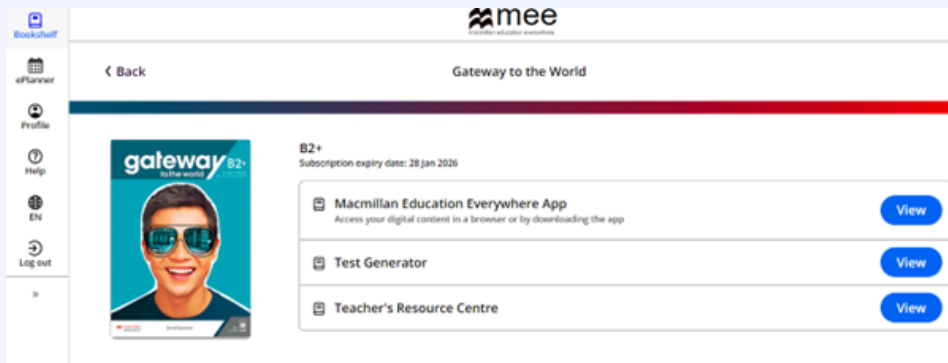 mee
macmillan education everywhere
Bookshelf
ePlanner
Profile
Help
EN
Log out
»
Back
Gateway to the World
gateway B2+
to the world
B2+
Subscription expiry date: 28 Jan 2026
Macmillan Education Everywhere App
Access your digital content in a browser or by downloading the app
View
Test Generator
View
Teacher's Resource Centre
View